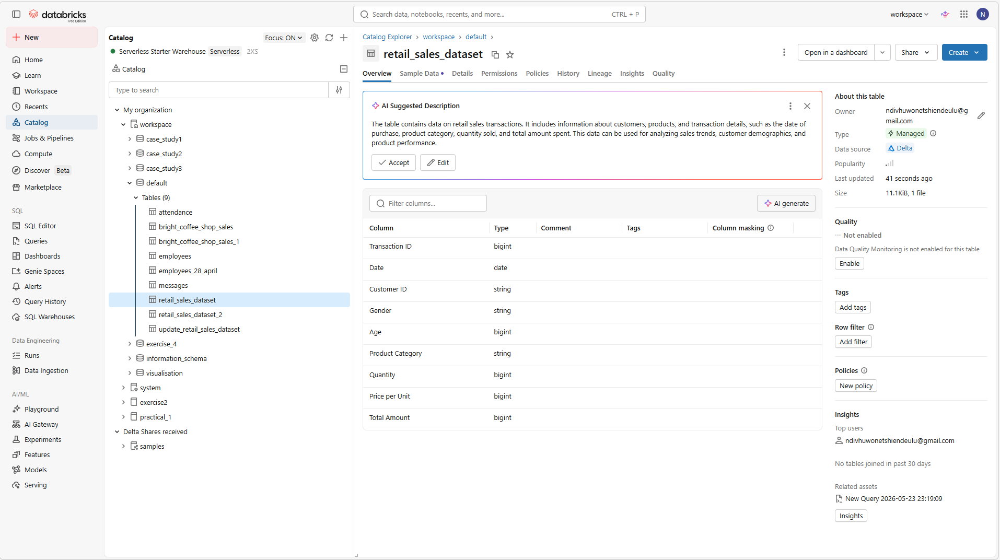 databricks
Free Edition
Search data, notebooks, recents, and more...
CTRL + P
workspace
N
New
Home
Learn
Workspace
Recents
Catalog
Jobs & Pipelines
Compute
Discover Beta
Marketplace
SQL
SQL Editor
Queries
Dashboards
Genie Spaces
Alerts
Query History
SQL Warehouses
Data Engineering
Runs
Data Ingestion
AI/ML
Playground
AI Gateway
Experiments
Features
Models
Serving
Catalog
Focus: ON
Serverless Starter Warehouse Serverless 2XS
Catalog
Type to search
My organization
workspace
case_study1
case_study2
case_study3
default
Tables (9)
attendance
bright_coffee_shop_sales
bright_coffee_shop_sales_1
employees
employees_28_april
messages
retail_sales_dataset
retail_sales_dataset_2
update_retail_sales_dataset
exercise_4
information_schema
visualisation
system
exercise2
practical_1
Delta Shares received
samples
Catalog Explorer › workspace › default ›
retail_sales_dataset
Open in a dashboard
Share
Create
Overview Sample Data Details Permissions Policies History Lineage Insights Quality
AI Suggested Description
The table contains data on retail sales transactions. It includes information about customers, products, and transaction details, such as the date of
purchase, product category, quantity sold, and total amount spent. This data can be used for analyzing sales trends, customer demographics, and
product performance.
Accept
Edit
Filter columns...
AI generate
Column Type Comment Tags Column masking
Transaction ID bigint
Date date
Customer ID string
Gender string
Age bigint
Product Category string
Quantity bigint
Price per Unit bigint
Total Amount bigint
About this table
Owner ndivhuwonetshiendeulu@g
mail.com
Type Managed
Data source Delta
Popularity
Last updated 41 seconds ago
Size 11.1KiB, 1 file
Quality
Not enabled
Data Quality Monitoring is not enabled for this table
Enable
Tags
Add tags
Row filter
Add filter
Policies
New policy
Insights
Top users
ndivhuwonetshiendeulu@gmail.com
No tables joined in past 30 days
Related assets
New Query 2026-05-23 23:19:09
Insights